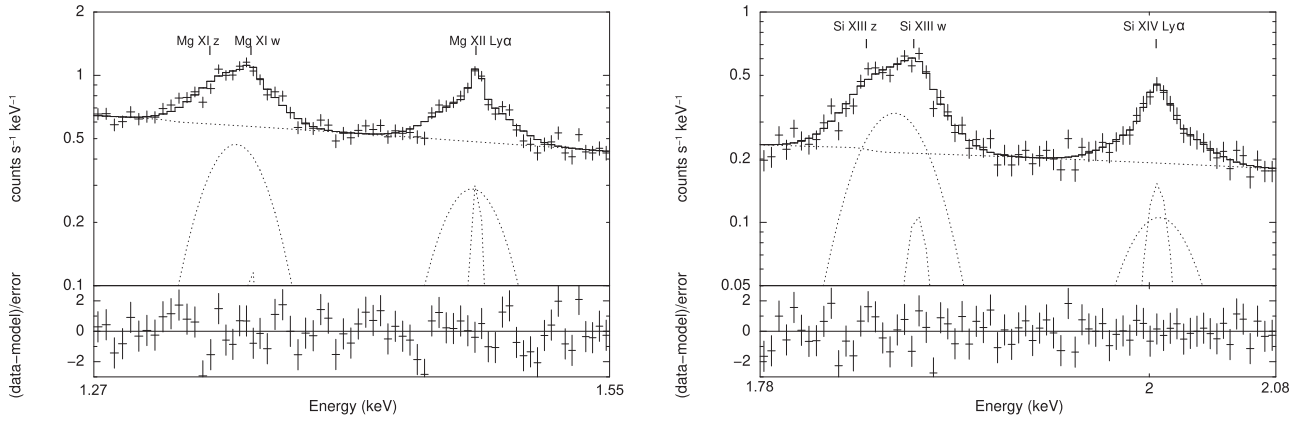 2
1
0.5
0.2
0.1
counts s⁻¹ keV⁻¹
Mg XI z
Mg XI w
Mg XII Lyα
2
0
−2
(data−model)/error
1.27
1.55
Energy (keV)
1
0.5
0.2
0.1
0.05
counts s⁻¹ keV⁻¹
Si XIII z
Si XIII w
Si XIV Lyα
2
0
−2
(data−model)/error
1.78
2
2.08
Energy (keV)